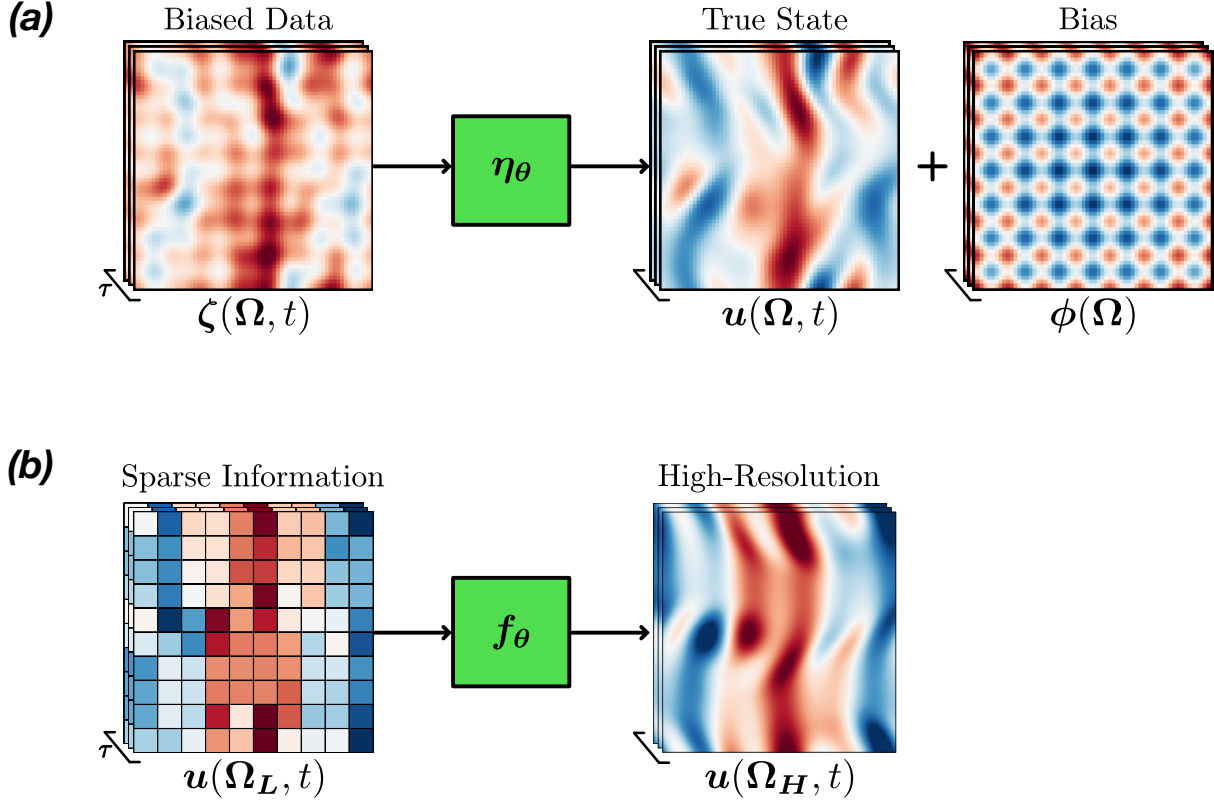 (a)
Biased Data
True State
Bias
η_θ
+
τ
ζ(Ω, t)
u(Ω, t)
ϕ(Ω)
(b)
Sparse Information
High-Resolution
f_θ
τ
u(Ω_L, t)
u(Ω_H, t)